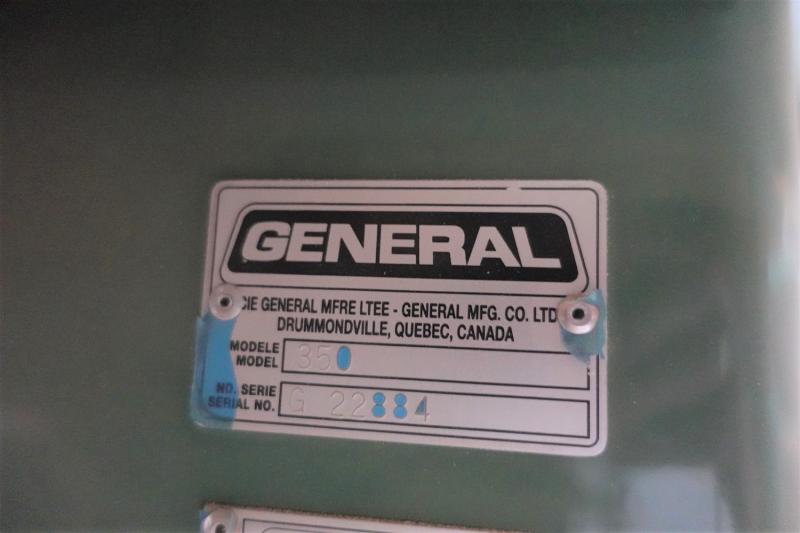 GENERAL
CIE GENERAL MFRE LTEE - GENERAL MFG. CO. LTD
DRUMMONDVILLE, QUEBEC, CANADA
MODELE
MODEL 350
NO. SERIE
SERIAL NO. G 22884